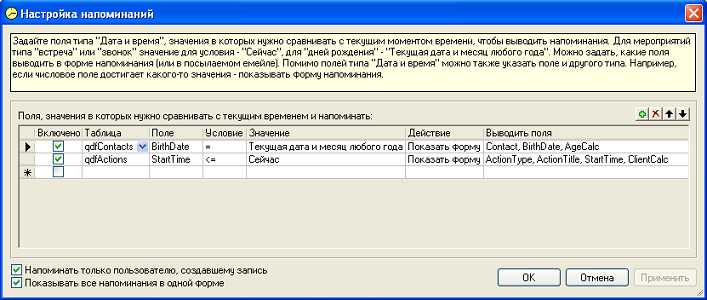 Настройка напоминаний
Задайте поля типа "Дата и время", значения в которых нужно сравнивать с текущим моментом времени, чтобы выводить напоминания. Для мероприятий
типа "встреча" или "звонок" значение для условия - "Сейчас", для "дней рождения" - "Текущая дата и месяц любого года". Можно задать, какие поля
выводить в форме напоминания (или в посылаемом емейле). Помимо полей типа "Дата и время" можно также указать поле и другого типа. Например,
если числовое поле достигает какого-то значения - показывать форму напоминания.
Поля, значения в которых нужно сравнивать с текущим временем и напоминать:
Включено Таблица Поле Условие Значение Действие Выводить поля
qdfContacts BirthDate = Текущая дата и месяц любого года Показать форму Contact, BirthDate, AgeCalc
qdfActions StartTime <= Сейчас Показать форму ActionType, ActionTitle, StartTime, ClientCalc
Напоминать только пользователю, создавшему запись
Показывать все напоминания в одной форме
OK Отмена Применить